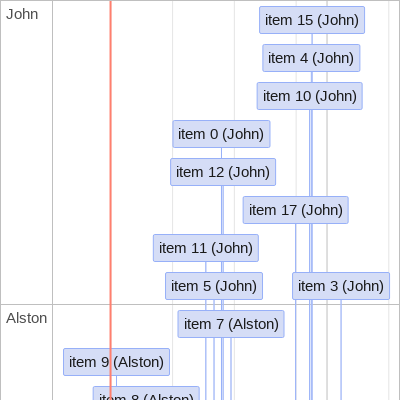 John
item 15 (John)
item 4 (John)
item 10 (John)
item 0 (John)
item 12 (John)
item 17 (John)
item 11 (John)
item 5 (John)
item 3 (John)
Alston
item 7 (Alston)
item 9 (Alston)
item 8 (Alston)